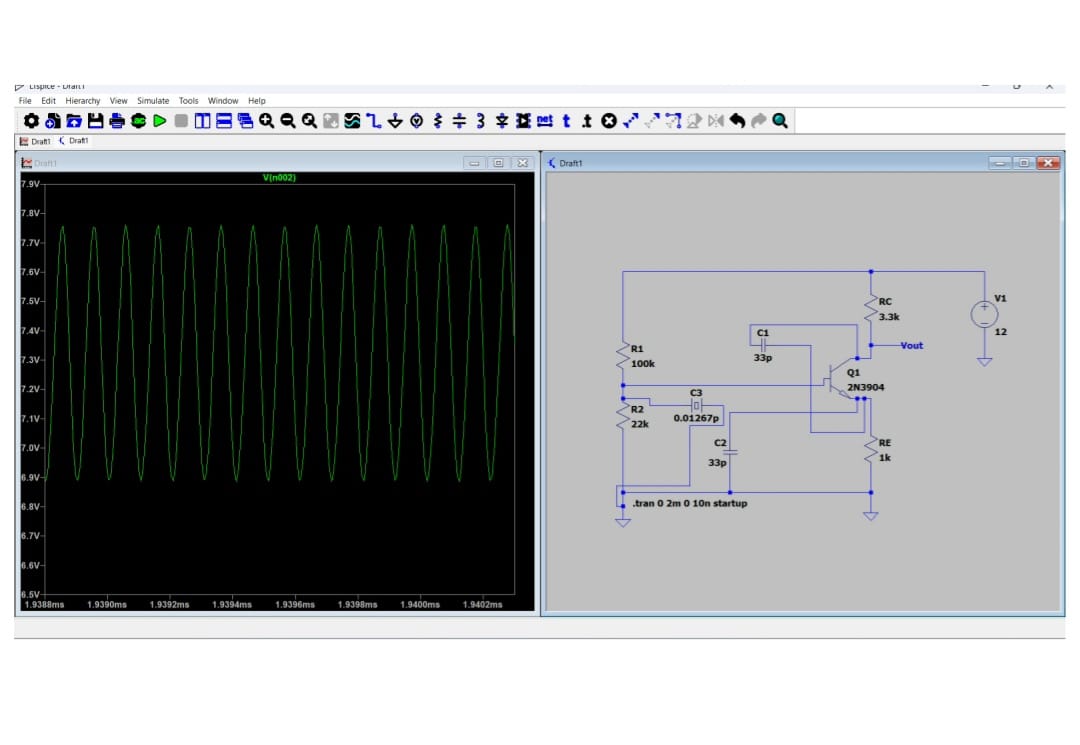 LTspice - Draft1
File Edit Hierarchy View Simulate Tools Window Help
Draft1 Draft1
Draft1
V(n002)
7.9V
7.8V
7.7V
7.6V
7.5V
7.4V
7.3V
7.2V
7.1V
7.0V
6.9V
6.8V
6.7V
6.6V
6.5V
1.9388ms 1.9390ms 1.9392ms 1.9394ms 1.9396ms 1.9398ms 1.9400ms 1.9402ms
Draft1
V1
12
RC
3.3k
Vout
C1
33p
R1
100k
Q1
2N3904
C3
0.01267p
R2
22k
C2
33p
RE
1k
.tran 0 2m 0 10n startup